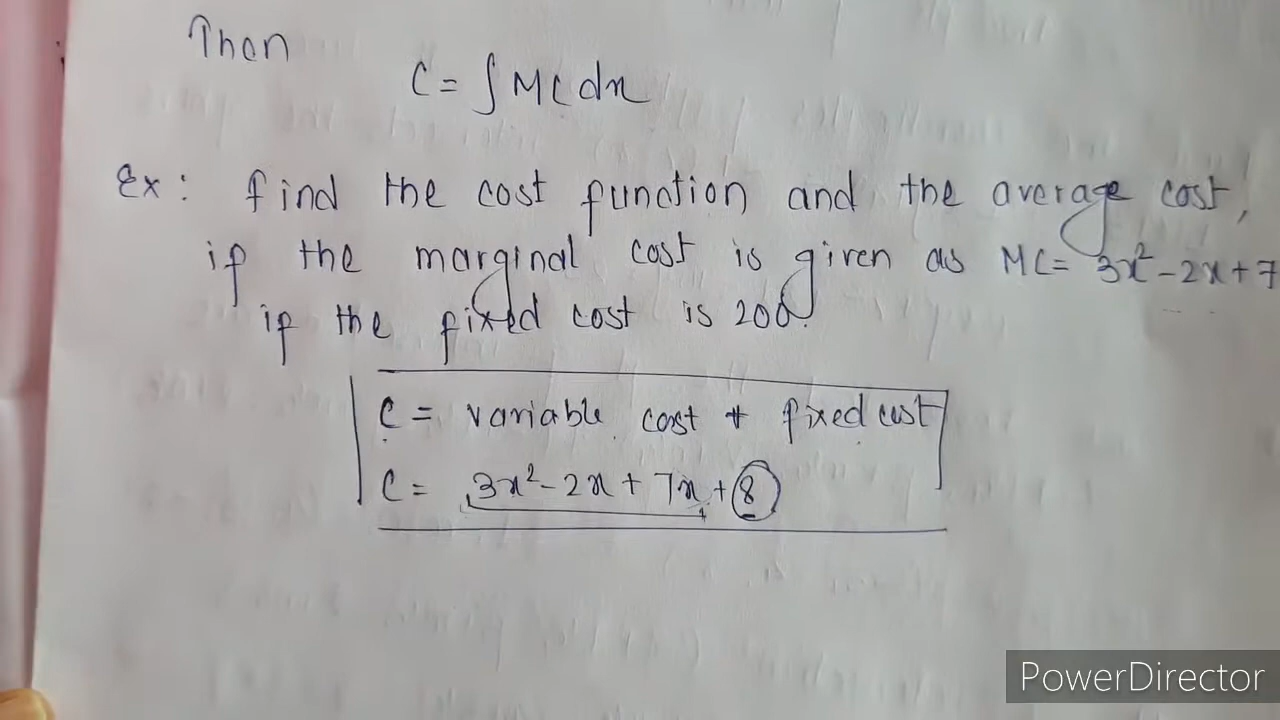 Then
C = ∫ MC dx
Ex: find the cost function and the average cost,
if the marginal cost is given as MC = 3x² - 2x + 7
if the fixed cost is 200.
C = variable cost + fixed cost
C = 3x² - 2x + 7x + 8
PowerDirector